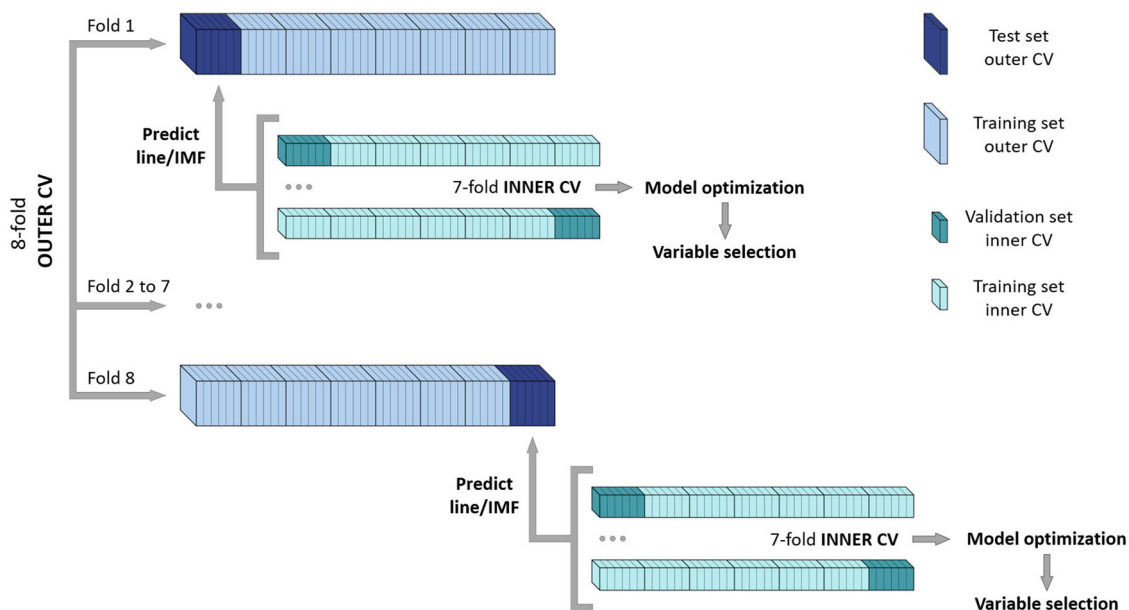 Fold 1
Predict
line/IMF
7-fold INNER CV
Model optimization
Variable selection
8-fold
OUTER CV
Fold 2 to 7
Fold 8
Predict
line/IMF
7-fold INNER CV
Model optimization
Variable selection
Test set
outer CV
Training set
outer CV
Validation set
inner CV
Training set
inner CV